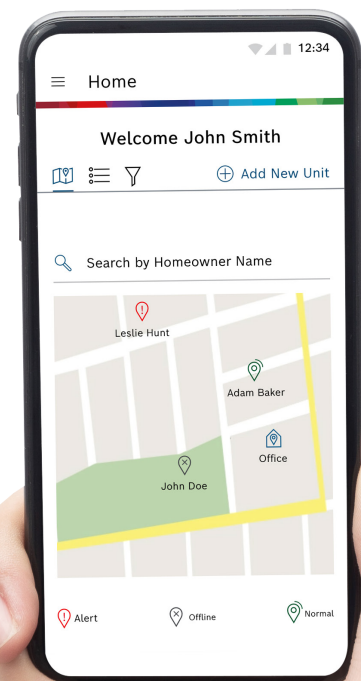 12:34
Home
Welcome John Smith
Add New Unit
Search by Homeowner Name
Leslie Hunt
Adam Baker
Office
John Doe
Alert
Offline
Normal